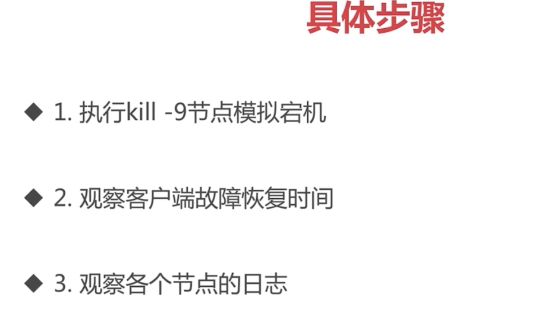 具体步骤
◆ 1. 执行kill -9节点模拟宕机
◆ 2. 观察客户端故障恢复时间
◆ 3. 观察各个节点的日志